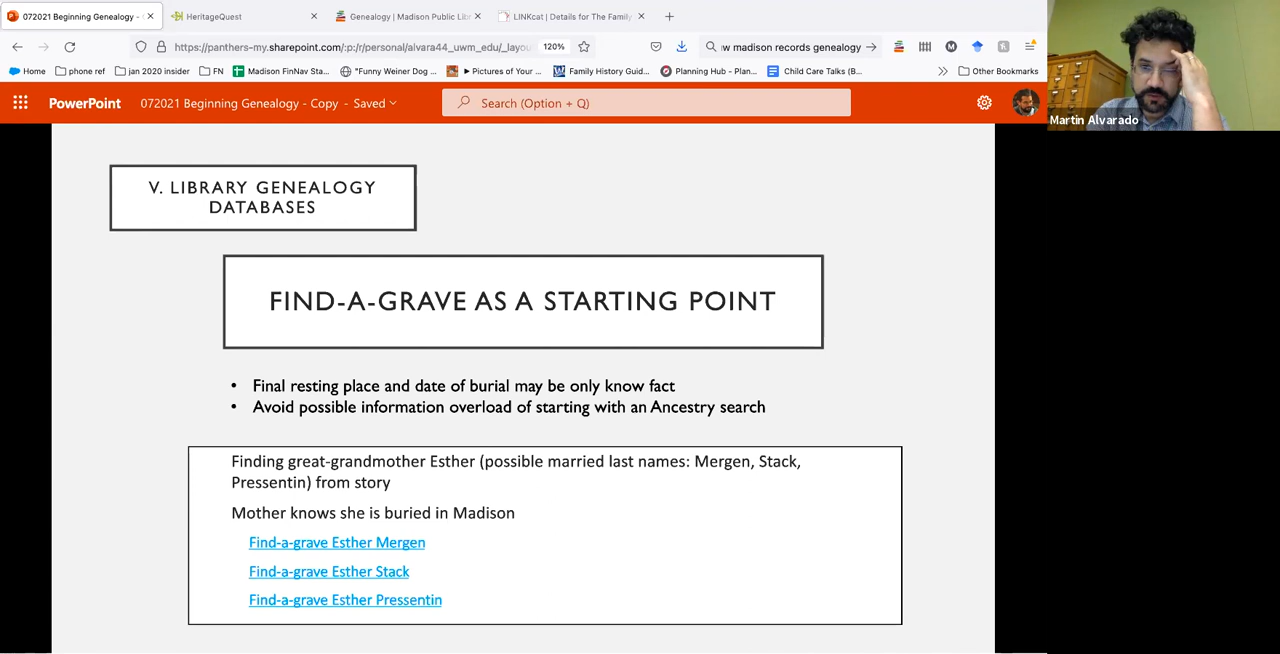 072021 Beginning Genealogy -
HeritageQuest
Genealogy | Madison Public Libr
LINKcat | Details for The Family
https://panthers-my.sharepoint.com/:p:/r/personal/alvara44_uwm_edu/_layou
120%
w madison records genealogy
Home
phone ref
jan 2020 insider
FN
Madison FinNav Sta...
"Funny Weiner Dog ...
▸ Pictures of Your ...
Family History Guid...
Planning Hub - Plan...
Child Care Talks (B...
Other Bookmarks
PowerPoint
072021 Beginning Genealogy - Copy - Saved
Search (Option + Q)
Martin Alvarado
V. LIBRARY GENEALOGY
DATABASES
FIND-A-GRAVE AS A STARTING POINT
• Final resting place and date of burial may be only know fact
• Avoid possible information overload of starting with an Ancestry search
Finding great-grandmother Esther (possible married last names: Mergen, Stack,
Pressentin) from story
Mother knows she is buried in Madison
Find-a-grave Esther Mergen
Find-a-grave Esther Stack
Find-a-grave Esther Pressentin